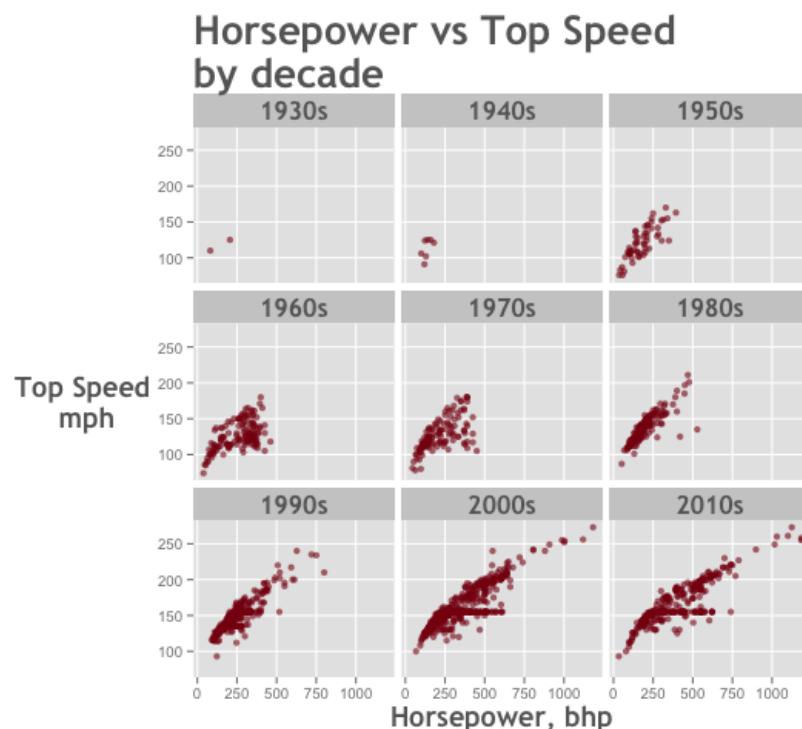 Horsepower vs Top Speed
by decade
1930s 1940s 1950s
250
200
150
100
1960s 1970s 1980s
250
200
150
100
Top Speed
mph
1990s 2000s 2010s
250
200
150
100
0 250 500 750 1000 0 250 500 750 1000 0 250 500 750 1000
Horsepower, bhp